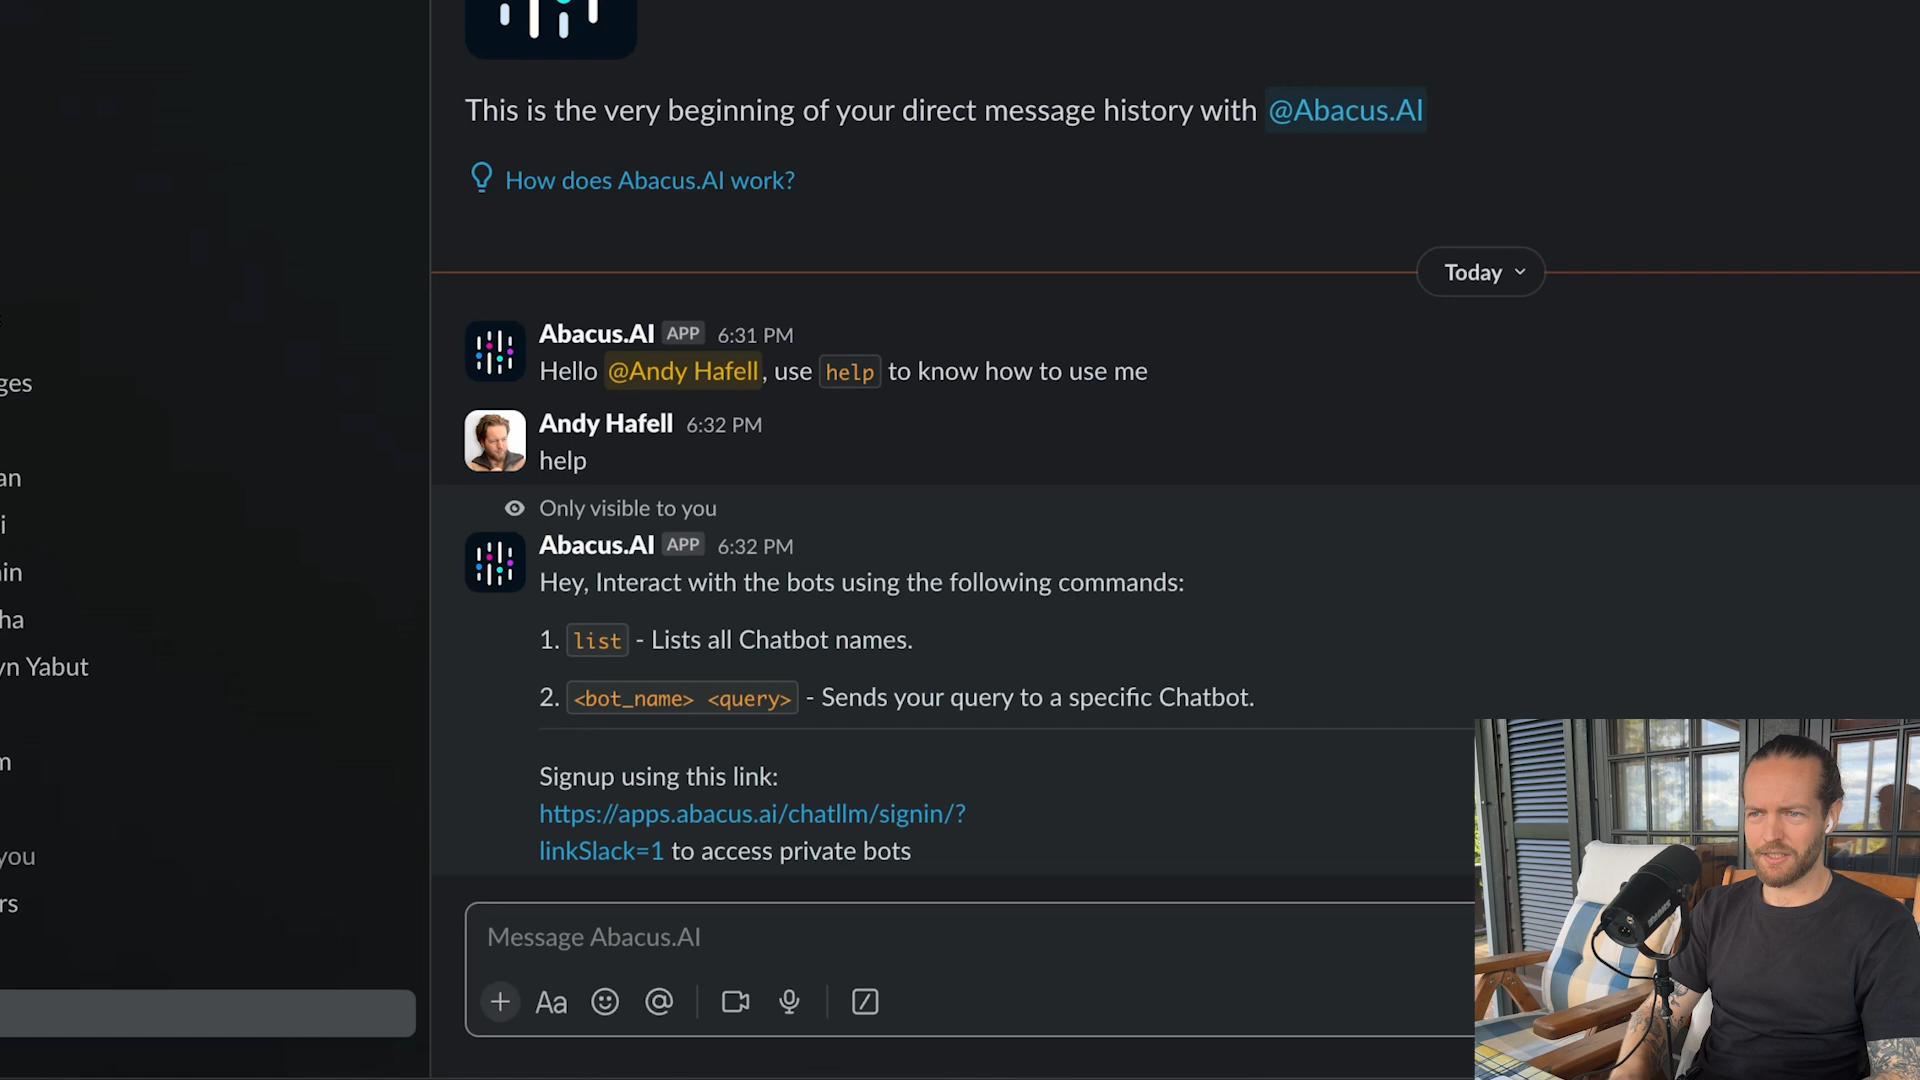 This is the very beginning of your direct message history with @Abacus.AI
How does Abacus.AI work?
Today
Abacus.AI APP 6:31 PM
Hello @Andy Hafell, use help to know how to use me
Andy Hafell 6:32 PM
help
Only visible to you
Abacus.AI APP 6:32 PM
Hey, Interact with the bots using the following commands:
1. list - Lists all Chatbot names.
2. <bot_name> <query> - Sends your query to a specific Chatbot.
Signup using this link:
https://apps.abacus.ai/chatllm/signin/?
linkSlack=1 to access private bots
Message Abacus.AI
Aa
ges
an
i
in
ha
yn Yabut
m
you
rs